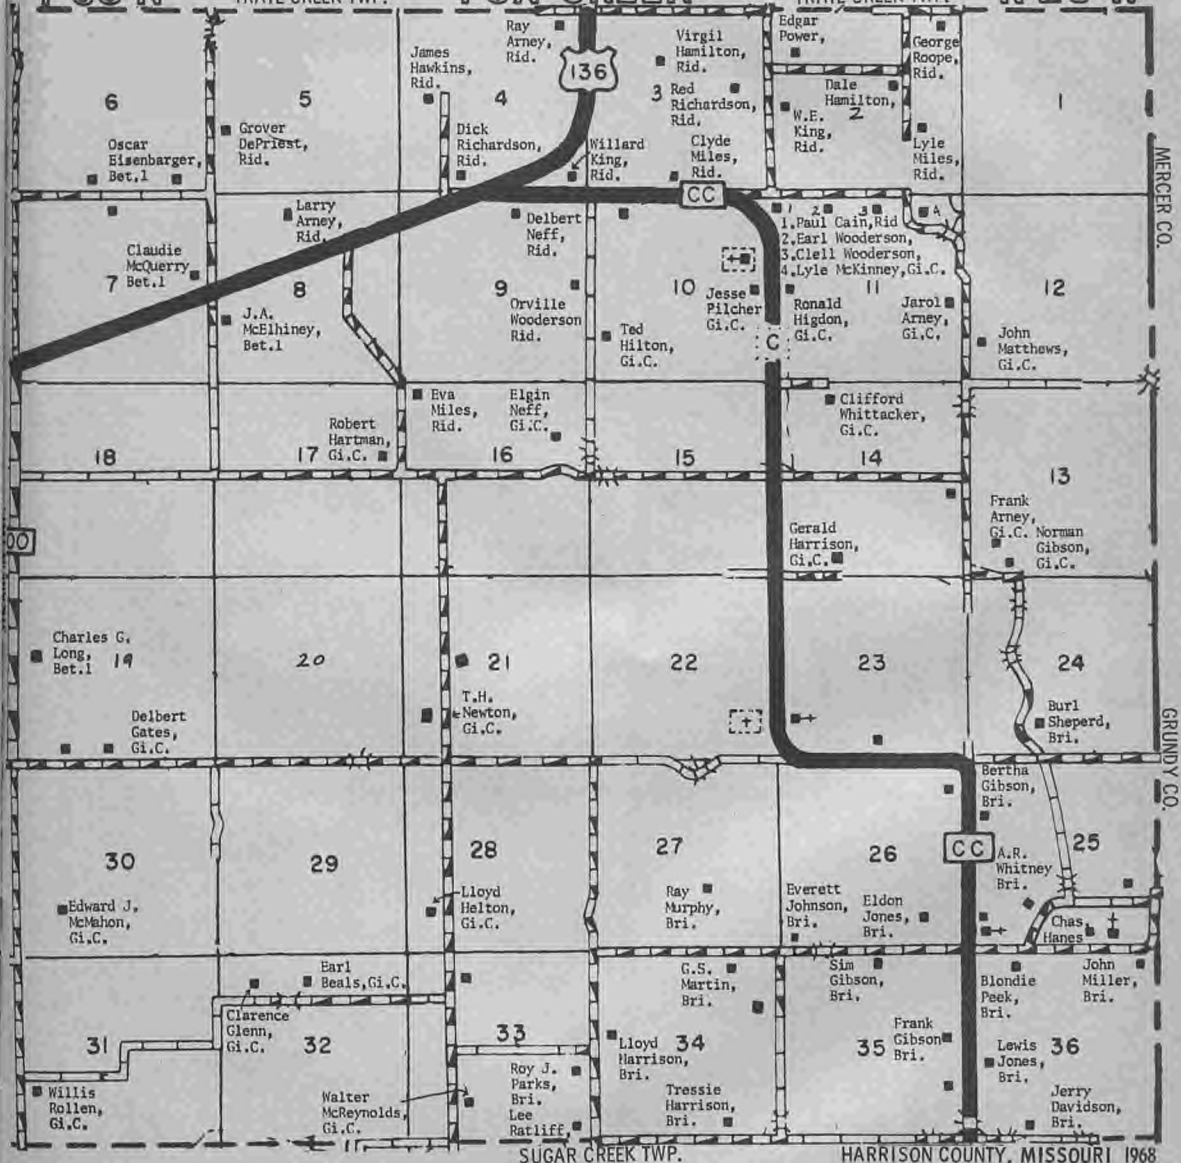 136
Ray
Arney,
Rid.
James
Hawkins,
Rid.
Virgil
Hamilton,
Rid.
Edgar
Power,
George
Roope,
Rid.
6
5
4
3
Red
Richardson,
Rid.
Dale
Hamilton,
2
W.E.
King,
Rid.
1
Grover
DePriest,
Rid.
Oscar
Eisenbarger,
Bet.1
Dick
Richardson,
Rid.
Willard
King,
Rid.
Clyde
Miles,
Rid.
Lyle
Miles,
Rid.
MERCER CO.
CC
Larry
Arney,
Rid.
Delbert
Neff,
Rid.
1 2 3 4
1.Paul Cain,Rid
2.Earl Wooderson,
3.Clell Wooderson,
4.Lyle McKinney,Gi.C.
Claudie
McQuerry
Bet.1
7
8
9
10
11
12
J.A.
McElhiney,
Bet.1
Orville
Wooderson
Rid.
Jesse
Pilcher
Gi.C.
Ronald
Higdon,
Gi.C.
Jarol
Arney,
Gi.C.
Ted
Hilton,
Gi.C.
C
John
Matthews,
Gi.C.
Eva
Miles,
Rid.
Elgin
Neff,
Gi.C.
Clifford
Whittacker,
Gi.C.
Robert
Hartman,
Gi.C.
18
17
16
15
14
13
Frank
Arney,
Gi.C.
Norman
Gibson,
Gi.C.
Gerald
Harrison,
Gi.C.
Charles G.
Long,
Bet.1
19
20
21
22
23
24
T.H.
Newton,
Gi.C.
Delbert
Gates,
Gi.C.
Burl
Sheperd,
Bri.
GRUNDY CO.
Bertha
Gibson,
Bri.
30
29
28
27
26
CC
25
A.R.
Whitney
Bri.
Edward J.
McMahon,
Gi.C.
Lloyd
Helton,
Gi.C.
Ray
Murphy,
Bri.
Everett
Johnson,
Bri.
Eldon
Jones,
Bri.
Chas.
Hanes
Earl
Beals,Gi.C.
G.S.
Martin,
Bri.
Sim
Gibson,
Bri.
Blondie
Peek,
Bri.
John
Miller,
Bri.
Clarence
Glenn,
Gi.C.
31
32
33
Lloyd
Harrison,
Bri.
34
35
Frank
Gibson
Bri.
Lewis
Jones,
Bri.
36
Willis
Rollen,
Gi.C.
Walter
McReynolds,
Gi.C.
Roy J.
Parks,
Bri.
Lee
Ratliff,
Tressie
Harrison,
Bri.
Jerry
Davidson,
Bri.
SUGAR CREEK TWP.
HARRISON COUNTY, MISSOURI 1968